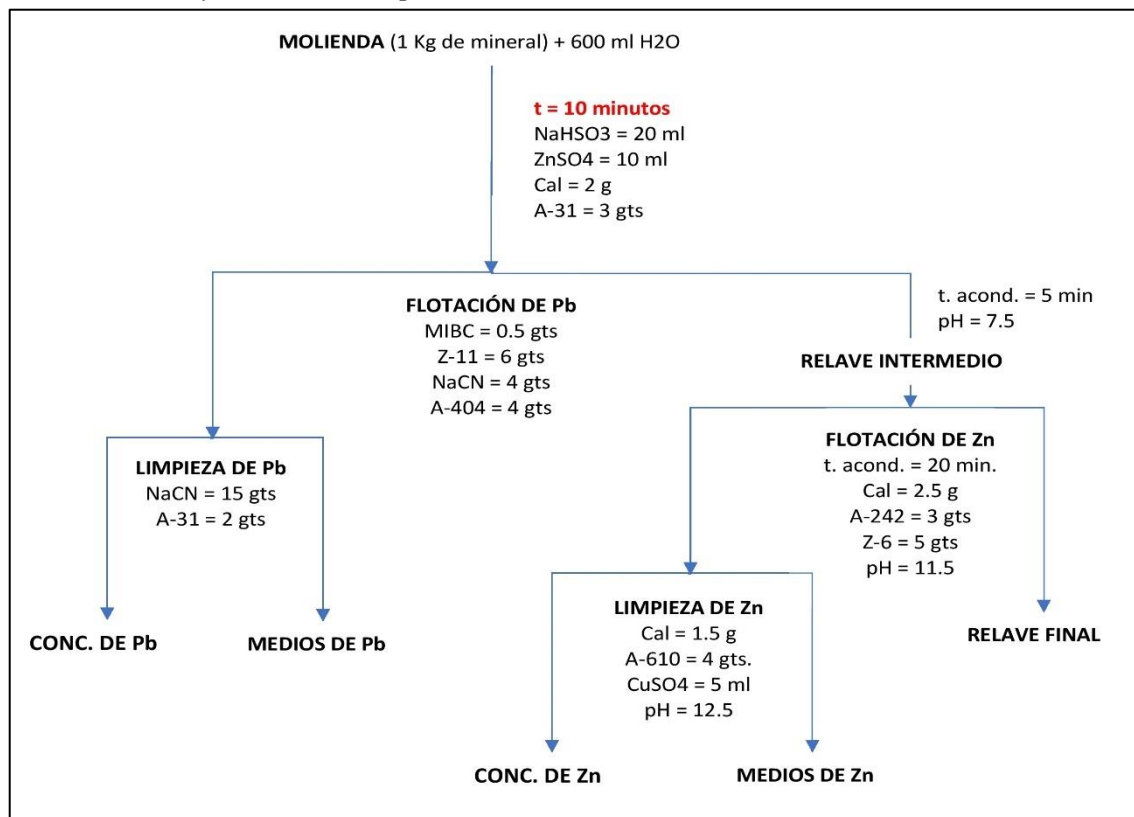 MOLIENDA (1 Kg de mineral) + 600 ml H2O
t = 10 minutos
NaHSO3 = 20 ml
ZnSO4 = 10 ml
Cal = 2 g
A-31 = 3 gts
FLOTACIÓN DE Pb
MIBC = 0.5 gts
Z-11 = 6 gts
NaCN = 4 gts
A-404 = 4 gts
t. acond. = 5 min
pH = 7.5
RELAVE INTERMEDIO
LIMPIEZA DE Pb
NaCN = 15 gts
A-31 = 2 gts
FLOTACIÓN DE Zn
t. acond. = 20 min.
Cal = 2.5 g
A-242 = 3 gts
Z-6 = 5 gts
pH = 11.5
CONC. DE Pb
MEDIOS DE Pb
LIMPIEZA DE Zn
Cal = 1.5 g
A-610 = 4 gts.
CuSO4 = 5 ml
pH = 12.5
RELAVE FINAL
CONC. DE Zn
MEDIOS DE Zn